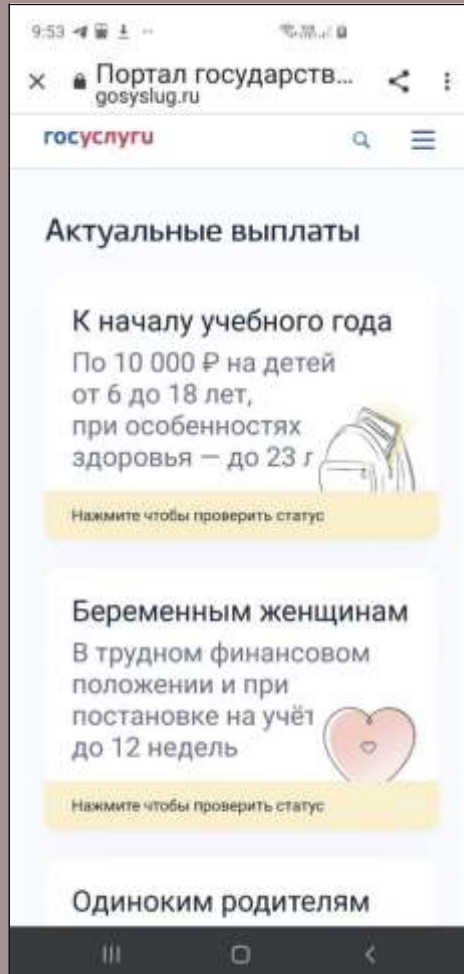 9:53
Портал государств...
gosyslug.ru
госуслуги
Актуальные выплаты
К началу учебного года
По 10 000 ₽ на детей
от 6 до 18 лет,
при особенностях
здоровья — до 23 л
Нажмите чтобы проверить статус
Беременным женщинам
В трудном финансовом
положении и при
постановке на учёт
до 12 недель
Нажмите чтобы проверить статус
Одиноким родителям